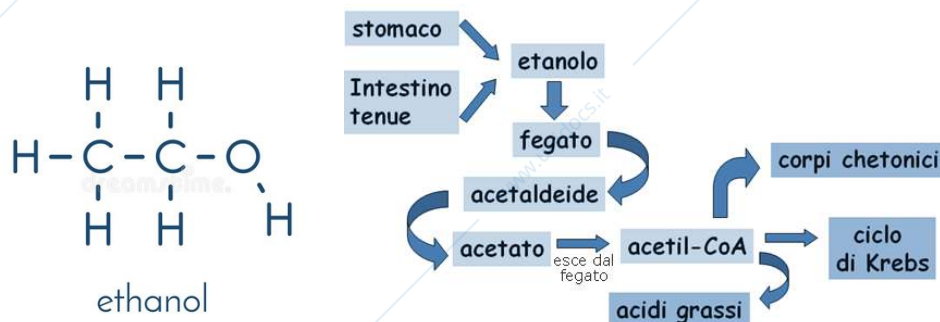 H H
H-C-C-O
H H H
ethanol
dreamstime.
stomaco
Intestino
tenue
etanolo
fegato
acetaldeide
acetato
esce dal
fegato
acetil-CoA
corpi chetonici
ciclo
di Krebs
acidi grassi